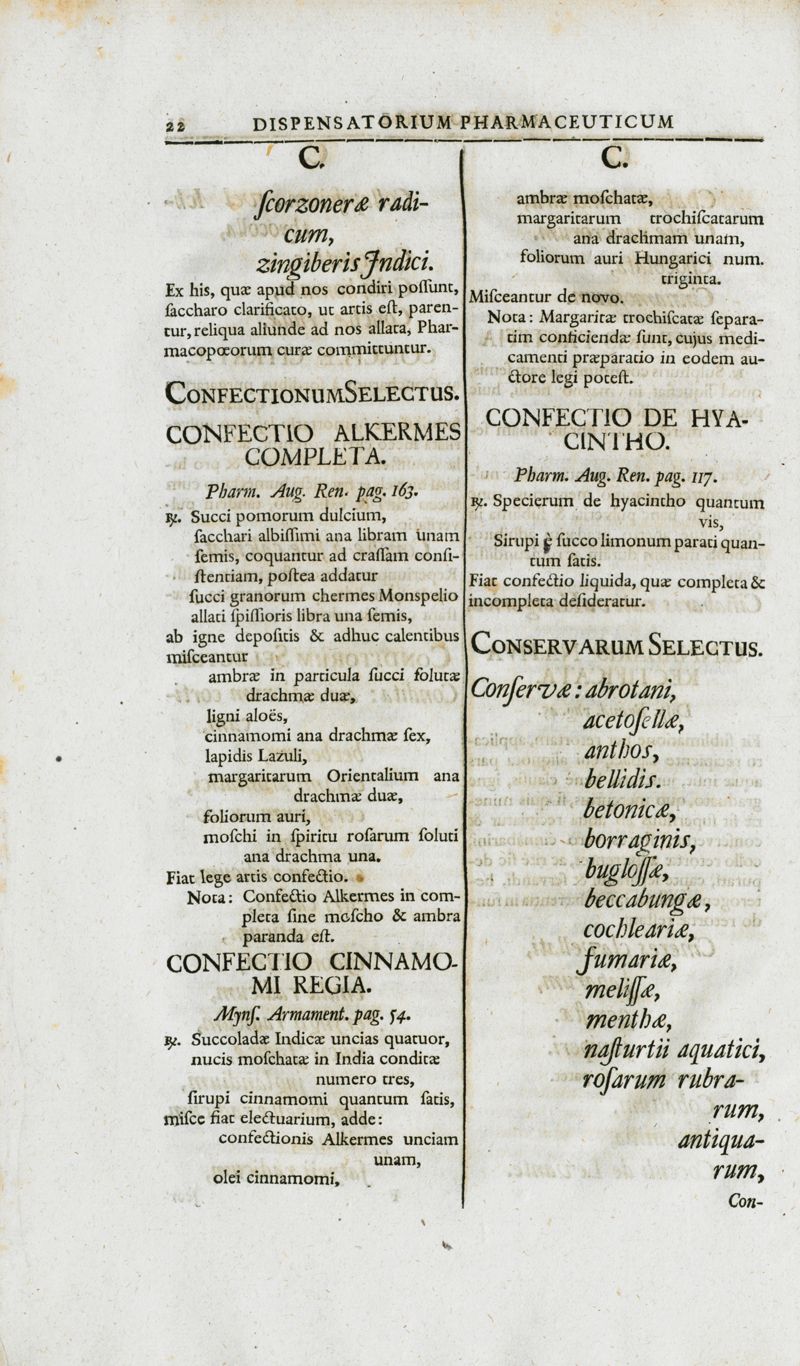 22 DISPENSATORIUM PHARMACEUTICUM
C.
ſcorzoneræ radi-
cum,
zingiberis Indici.
Ex his, quæ apud nos condiri poſſunt,
ſaccharo clarificato, ut artis eſt, paren-
tur, reliqua aliunde ad nos allata, Phar-
macopœorum curæ committuntur.
CONFECTIONUM SELECTUS.
CONFECTIO ALKERMES
COMPLETA.
Pharm. Aug. Ren. pag. 163.
℞. Succi pomorum dulcium,
ſacchari albiſſimi ana libram unam
ſemis, coquantur ad craſſam conſi-
ſtentiam, poſtea addatur
ſucci granorum chermes Monspelio
allati ſpiſſioris libra una ſemis,
ab igne depoſitis & adhuc calentibus
miſceantur
ambræ in particula ſucci ſolutæ
drachmæ duæ,
ligni aloës,
cinnamomi ana drachmæ ſex,
lapidis Lazuli,
margaritarum Orientalium ana
drachmæ duæ,
foliorum auri,
moſchi in ſpiritu roſarum ſoluti
ana drachma una.
Fiat lege artis confectio.
Nota: Confectio Alkermes in com-
pleta ſine moſcho & ambra
paranda eſt.
CONFECTIO CINNAMO-
MI REGIA.
Mynſ. Armament. pag. 54.
℞. Succoladæ Indicæ uncias quatuor,
nucis moſchatæ in India conditæ
numero tres,
ſirupi cinnamomi quantum ſatis,
miſce fiat electuarium, adde:
confectionis Alkermes unciam
unam,
olei cinnamomi,
C.
ambræ moſchatæ,
margaritarum trochiſcatarum
ana drachmam unam,
foliorum auri Hungarici num.
triginta.
Miſceantur de novo.
Nota: Margaritæ trochiſcatæ ſepara-
tim conficiendæ ſunt, cujus medi-
camenti præparatio in eodem au-
ctore legi poteſt.
CONFECTIO DE HYA-
CINTHO.
Pharm. Aug. Ren. pag. 117.
℞. Specierum de hyacintho quantum
vis,
Sirupi è ſucco limonum parati quan-
tum ſatis.
Fiat confectio liquida, quæ completa &
incompleta deſideratur.
CONSERVARUM SELECTUS.
Conſervæ: abrotani,
acetoſellæ,
anthos,
bellidis.
betonicæ,
borraginis,
bugloſſæ,
beccabungæ,
cochleariæ,
fumariæ,
meliſſæ,
menthæ,
naſturtii aquatici,
roſarum rubra-
rum,
antiqua-
rum,
Con-